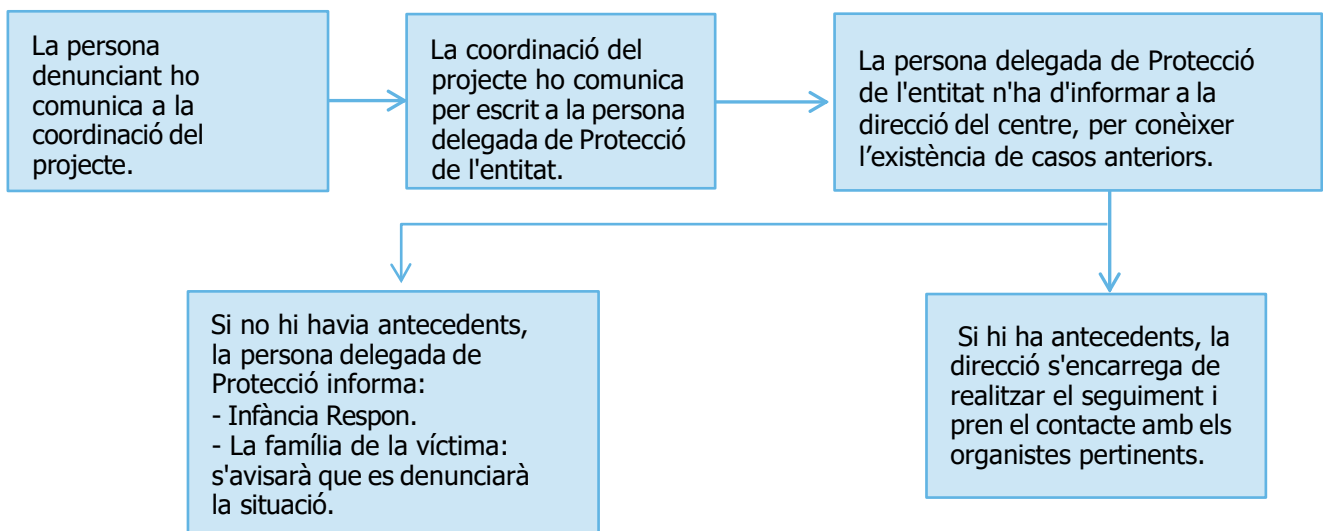 La persona
denunciant ho
comunica a la
coordinació del
projecte.
La coordinació del
projecte ho comunica
per escrit a la persona
delegada de Protecció
de l'entitat.
La persona delegada de Protecció
de l'entitat n'ha d'informar a la
direcció del centre, per conèixer
l’existència de casos anteriors.
Si no hi havia antecedents,
la persona delegada de
Protecció informa:
- Infància Respon.
- La família de la víctima:
s'avisarà que es denunciarà
la situació.
Si hi ha antecedents, la
direcció s'encarrega de
realitzar el seguiment i
pren el contacte amb els
organistes pertinents.